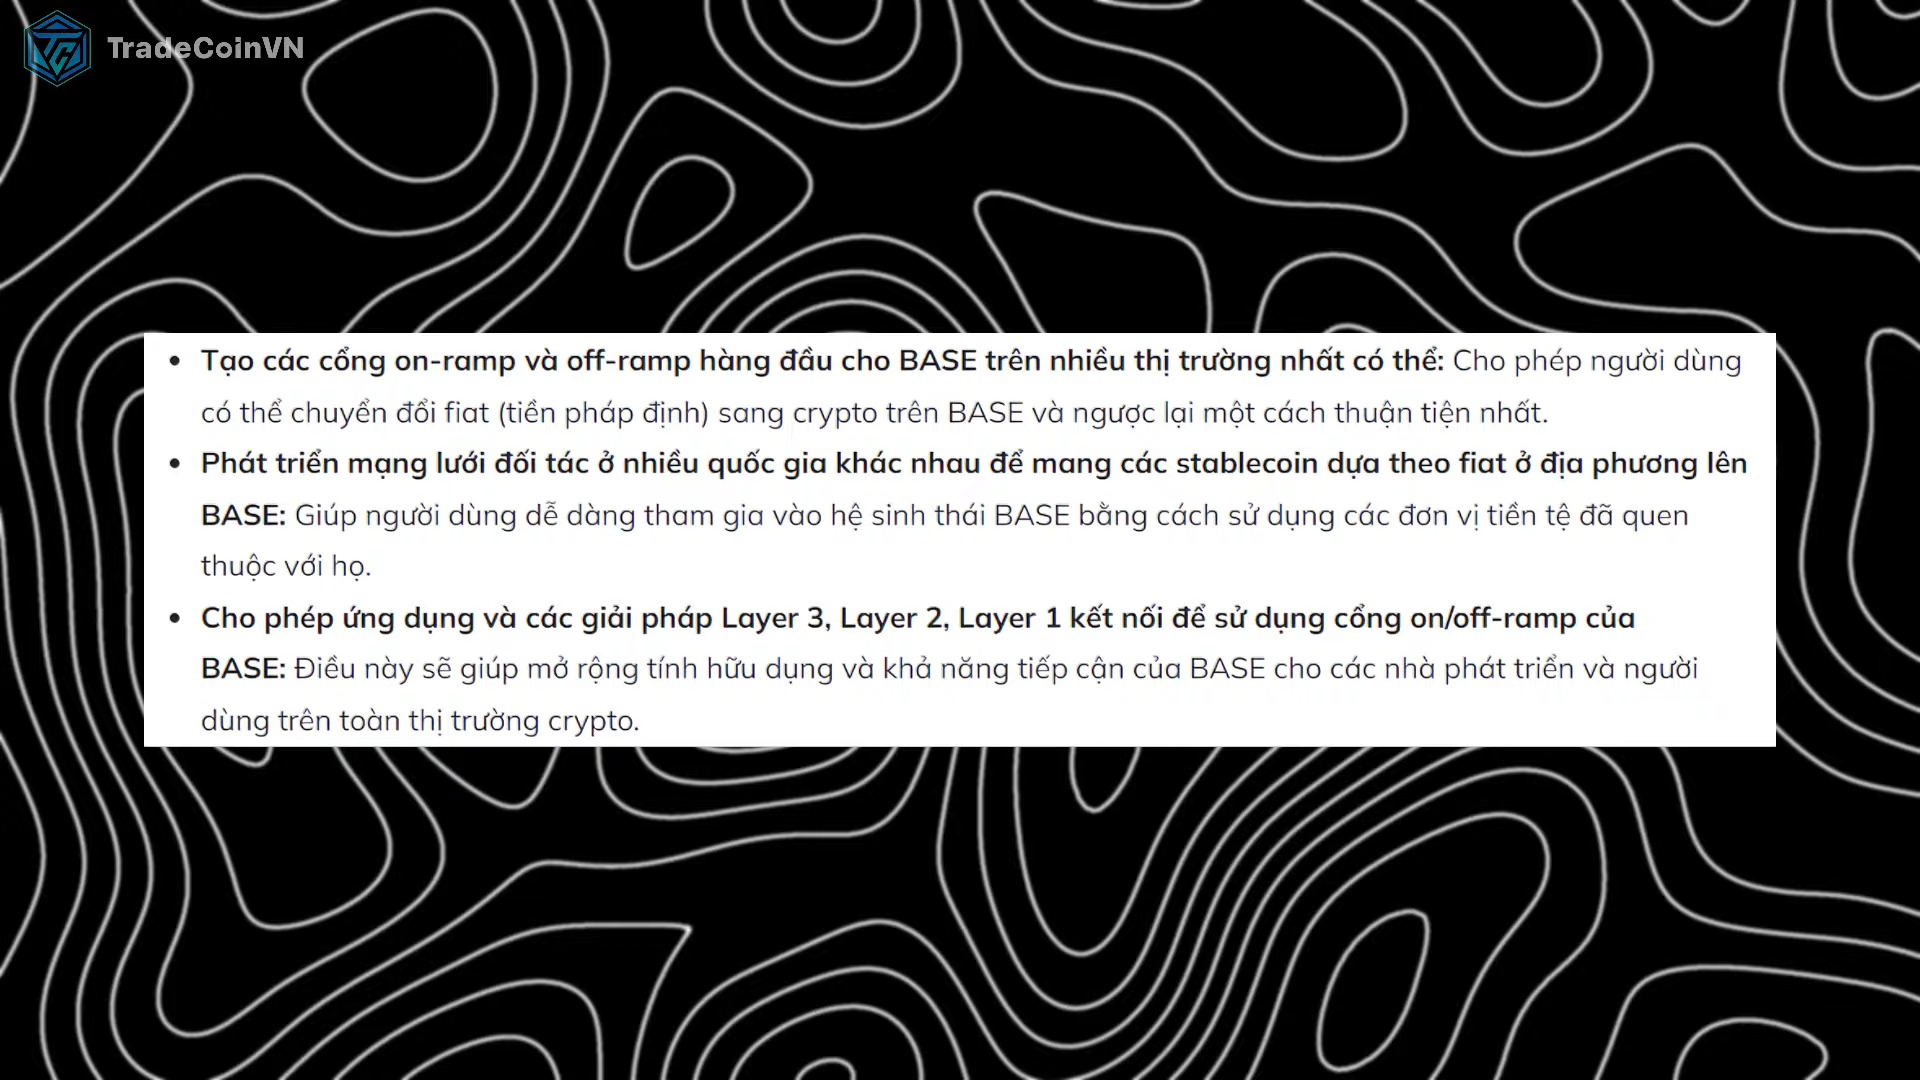 TradeCoinVN
• Tạo các cổng on-ramp và off-ramp hàng đầu cho BASE trên nhiều thị trường nhất có thể: Cho phép người dùng
có thể chuyển đổi fiat (tiền pháp định) sang crypto trên BASE và ngược lại một cách thuận tiện nhất.
• Phát triển mạng lưới đối tác ở nhiều quốc gia khác nhau để mang các stablecoin dựa theo fiat ở địa phương lên
BASE: Giúp người dùng dễ dàng tham gia vào hệ sinh thái BASE bằng cách sử dụng các đơn vị tiền tệ đã quen
thuộc với họ.
• Cho phép ứng dụng và các giải pháp Layer 3, Layer 2, Layer 1 kết nối để sử dụng cổng on/off-ramp của
BASE: Điều này sẽ giúp mở rộng tính hữu dụng và khả năng tiếp cận của BASE cho các nhà phát triển và người
dùng trên toàn thị trường crypto.